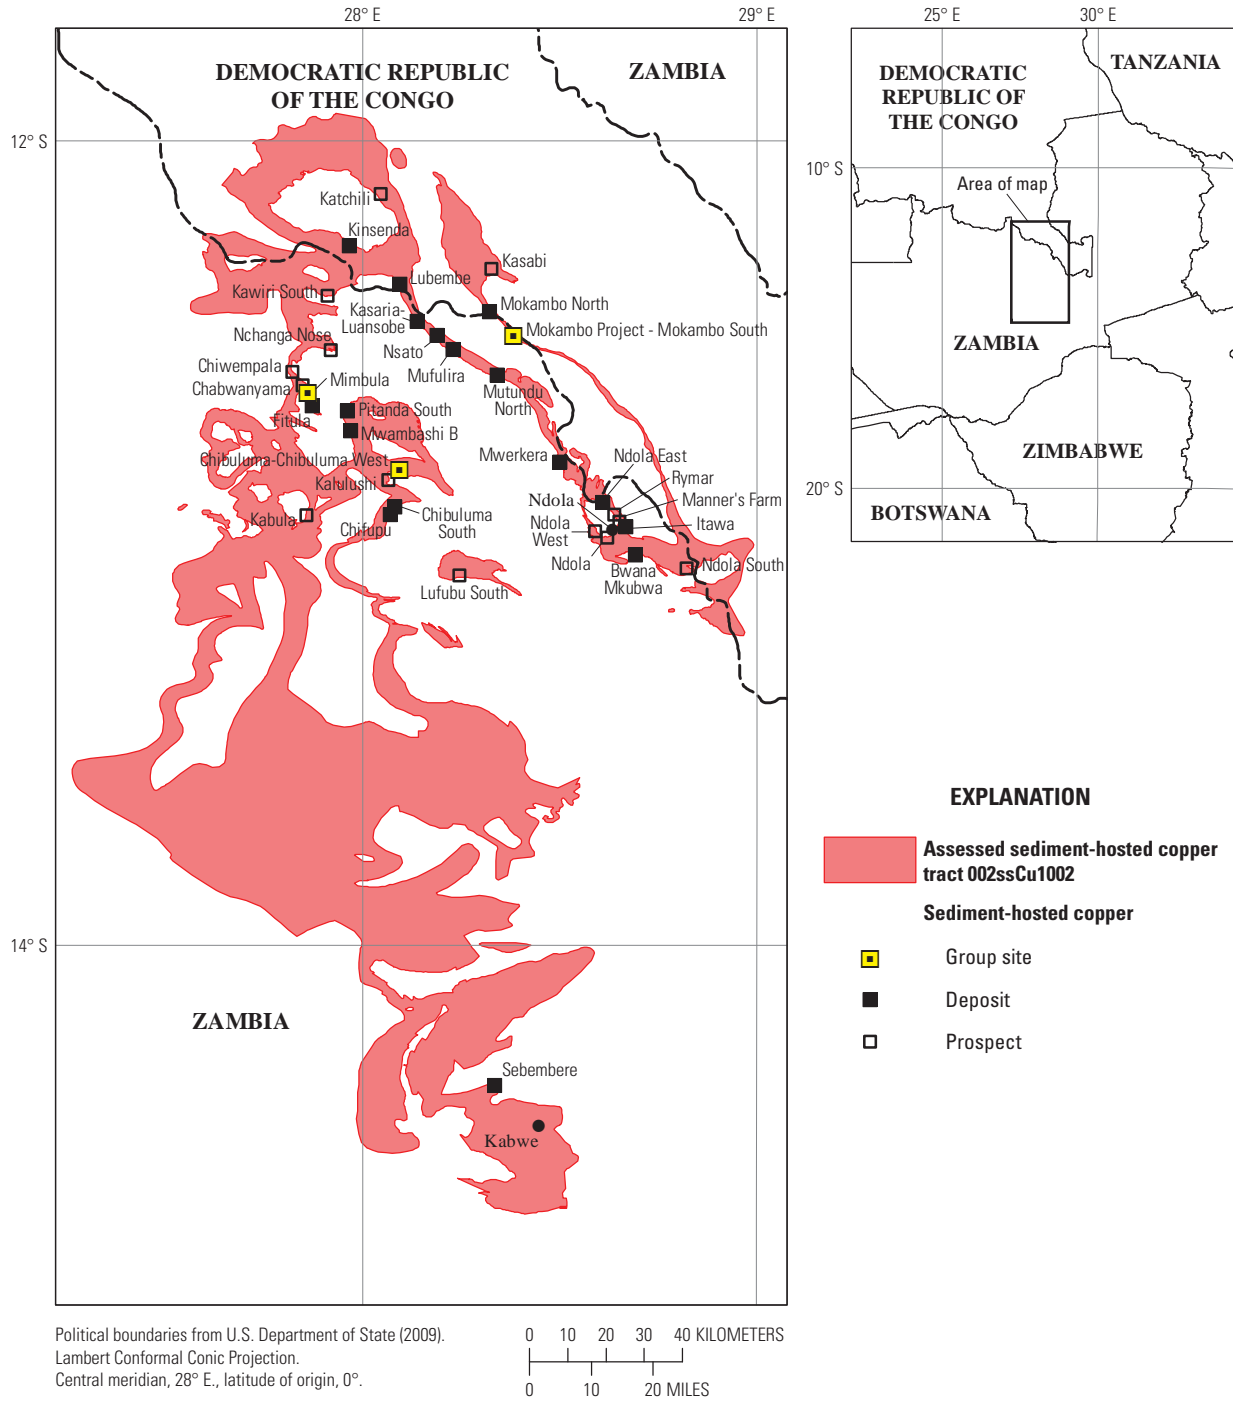 28° E
29° E
25° E
30° E
DEMOCRATIC REPUBLIC
OF THE CONGO
ZAMBIA
12° S
Katchili
Kinsenda
Kasabi
Lubembe
Kawiri South
Mokambo North
Kasaria-
Luansobe
Mokambo Project - Mokambo South
Nchanga Nose
Nsato
Mufulira
Chiwempala
Chabwanyama
Mimbula
Mutundu
North
Fitula
Pitanda South
Mwambashi B
Chibuluma-Chibuluma West
Mwerkera
Ndola East
Kalulushi
Rymar
Ndola
Manner's Farm
Kabula
Chibuluma
South
Chifupu
Ndola
West
Itawa
Ndola
Bwana
Mkubwa
Ndola South
Lufubu South
14° S
ZAMBIA
Sebembere
Kabwe
DEMOCRATIC
REPUBLIC OF
THE CONGO
TANZANIA
10° S
Area of map
ZAMBIA
ZIMBABWE
20° S
BOTSWANA
EXPLANATION
Assessed sediment-hosted copper
tract 002ssCu1002
Sediment-hosted copper
Group site
Deposit
Prospect
Political boundaries from U.S. Department of State (2009).
Lambert Conformal Conic Projection.
Central meridian, 28° E., latitude of origin, 0°.
0 10 20 30 40 KILOMETERS
0 10 20 MILES